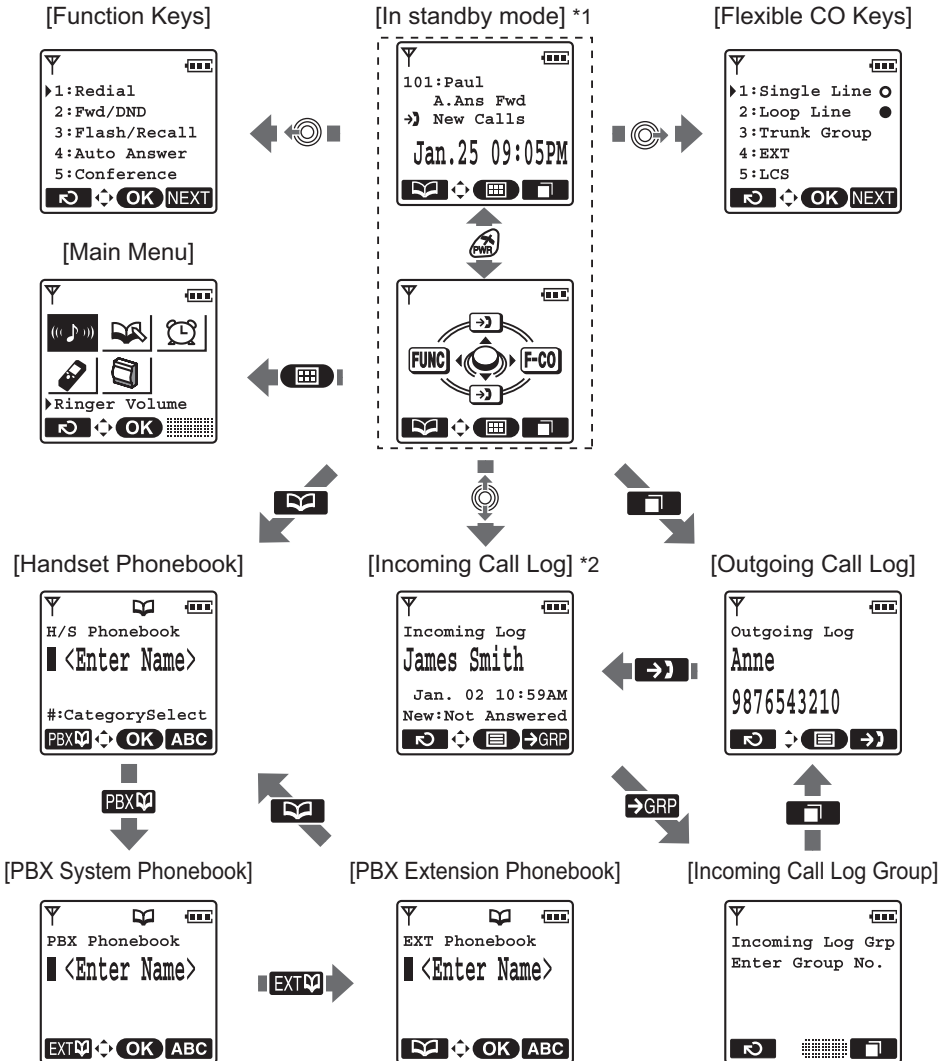 [Function Keys]
1:Redial
2:Fwd/DND
3:Flash/Recall
4:Auto Answer
5:Conference
OK NEXT
[In standby mode] *1
101:Paul
A.Ans Fwd
New Calls
Jan.25 09:05PM
PWR
[Flexible CO Keys]
1:Single Line
2:Loop Line
3:Trunk Group
4:EXT
5:LCS
OK NEXT
[Main Menu]
Ringer Volume
OK
FUNC F-CO
[Handset Phonebook]
H/S Phonebook
<Enter Name>
#:CategorySelect
PBX OK ABC
[Incoming Call Log] *2
Incoming Log
James Smith
Jan. 02 10:59AM
New:Not Answered
GRP
[Outgoing Call Log]
Outgoing Log
Anne
9876543210
PBX
GRP
[PBX System Phonebook]
PBX Phonebook
<Enter Name>
EXT OK ABC
EXT
[PBX Extension Phonebook]
EXT Phonebook
<Enter Name>
OK ABC
[Incoming Call Log Group]
Incoming Log Grp
Enter Group No.